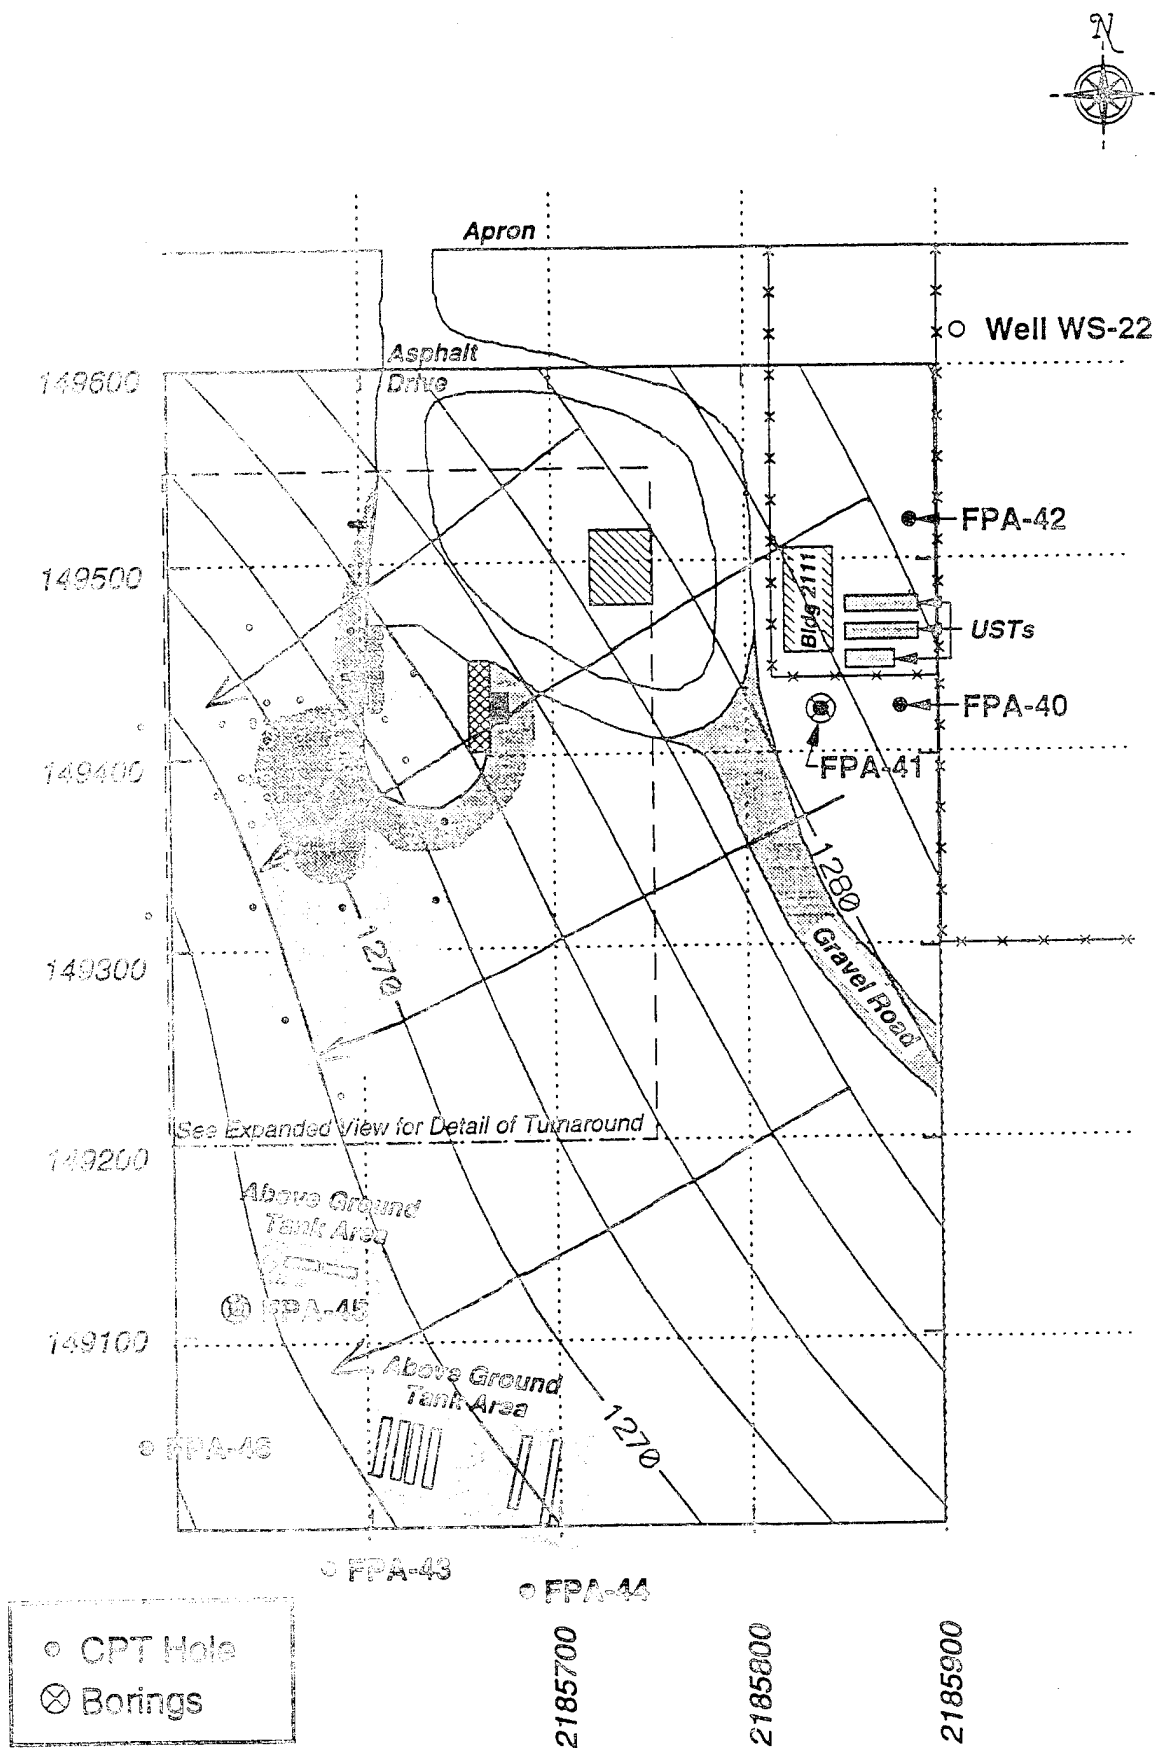 N
Apron
Well WS-22
Asphalt
Drive
149600
FPA-42
149500
Bldg 2111
USTs
FPA-40
149400
FPA-41
1280
Gravel Road
149300
1270
See Expanded View for Detail of Turnaround
149200
Above Ground
Tank Area
FPA-45
149100
Above Ground
Tank Area
1270
FPA-46
FPA-43
FPA-44
CPT Hole
Borings
2185700
2185800
2185900